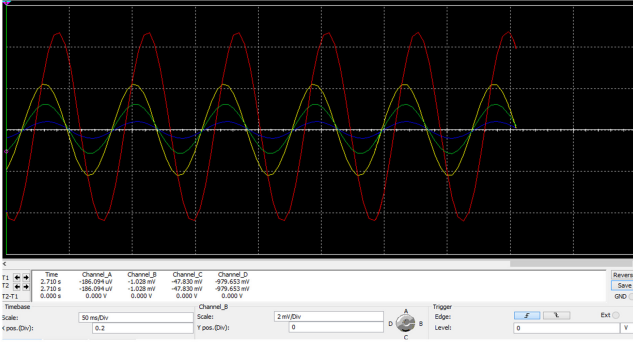 <
T1 Time Channel_A Channel_B Channel_C Channel_D Reverse
2.710 s -186.094 uV -1.028 mV -47.830 mV -979.653 mV
T2 2.710 s -186.094 uV -1.028 mV -47.830 mV -979.653 mV Save
T2-T1 0.000 s 0.000 V 0.000 V 0.000 V 0.000 V GND
Timebase Channel_B Trigger
Scale: 50 ms/Div Scale: 2 mV/Div A Edge: Ext
X pos.(Div): 0.2 Y pos.(Div): 0 D B Level: 0 V
C